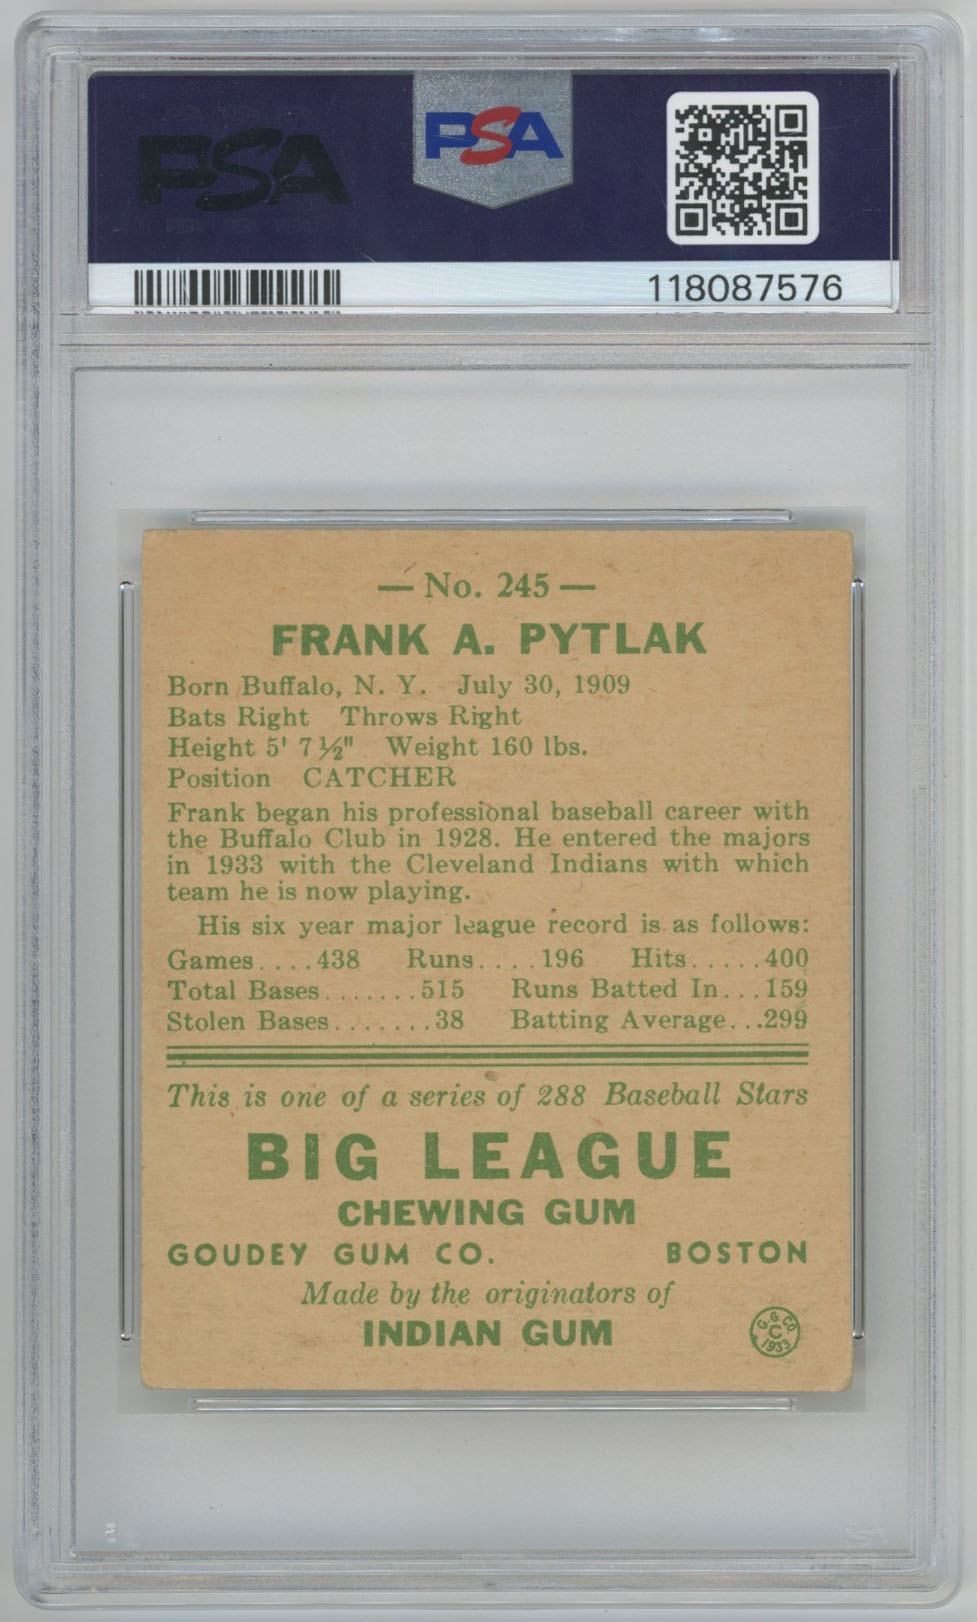 PSA
PSA
118087576
— No. 245 —
FRANK A. PYTLAK
Born Buffalo, N. Y. July 30, 1909
Bats Right Throws Right
Height 5' 7½" Weight 160 lbs.
Position CATCHER
Frank began his professional baseball career with
the Buffalo Club in 1928. He entered the majors
in 1933 with the Cleveland Indians with which
team he is now playing.
His six year major league record is as follows:
Games....438 Runs....196 Hits.....400
Total Bases.......515 Runs Batted In...159
Stolen Bases.......38 Batting Average...299
This is one of a series of 288 Baseball Stars
BIG LEAGUE
CHEWING GUM
GOUDEY GUM CO. BOSTON
Made by the originators of
INDIAN GUM
G. G. CO
C
1933